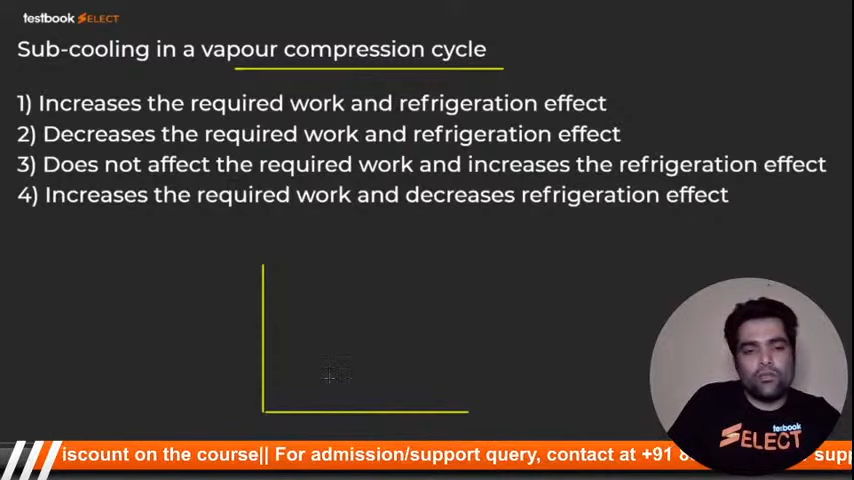 testbook SELECT
Sub-cooling in a vapour compression cycle
1) Increases the required work and refrigeration effect
2) Decreases the required work and refrigeration effect
3) Does not affect the required work and increases the refrigeration effect
4) Increases the required work and decreases refrigeration effect
testbook
SELECT
iscount on the course|| For admission/support query, contact at +91 8 supp